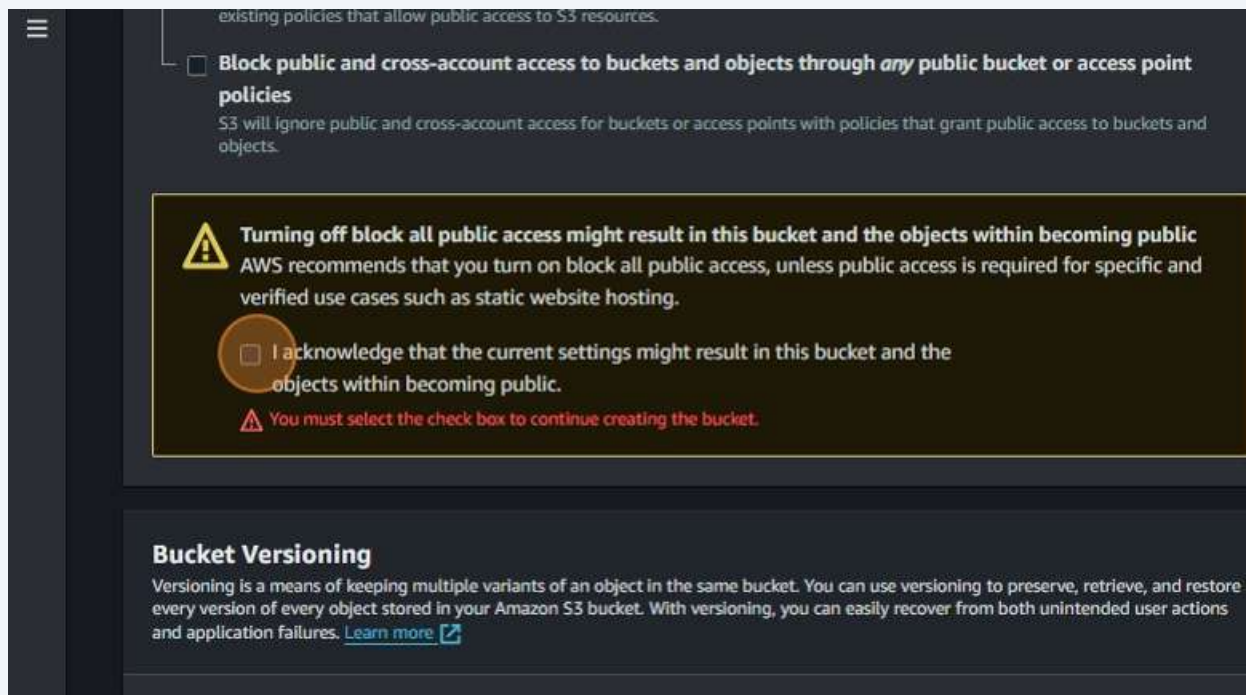 existing policies that allow public access to S3 resources.
Block public and cross-account access to buckets and objects through any public bucket or access point
policies
S3 will ignore public and cross-account access for buckets or access points with policies that grant public access to buckets and
objects.
Turning off block all public access might result in this bucket and the objects within becoming public
AWS recommends that you turn on block all public access, unless public access is required for specific and
verified use cases such as static website hosting.
I acknowledge that the current settings might result in this bucket and the
objects within becoming public.
You must select the check box to continue creating the bucket.
Bucket Versioning
Versioning is a means of keeping multiple variants of an object in the same bucket. You can use versioning to preserve, retrieve, and restore
every version of every object stored in your Amazon S3 bucket. With versioning, you can easily recover from both unintended user actions
and application failures. Learn more